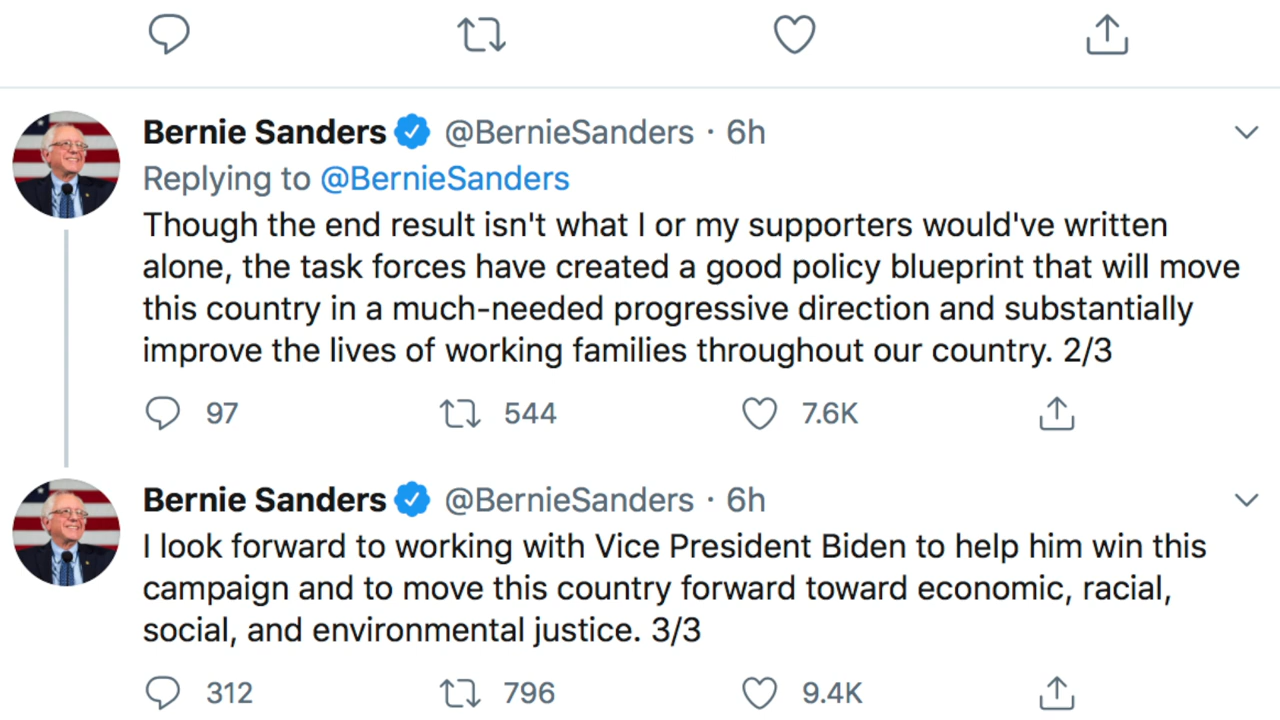 Bernie Sanders @BernieSanders · 6h
Replying to @BernieSanders
Though the end result isn't what I or my supporters would've written
alone, the task forces have created a good policy blueprint that will move
this country in a much-needed progressive direction and substantially
improve the lives of working families throughout our country. 2/3
97 544 7.6K
Bernie Sanders @BernieSanders · 6h
I look forward to working with Vice President Biden to help him win this
campaign and to move this country forward toward economic, racial,
social, and environmental justice. 3/3
312 796 9.4K